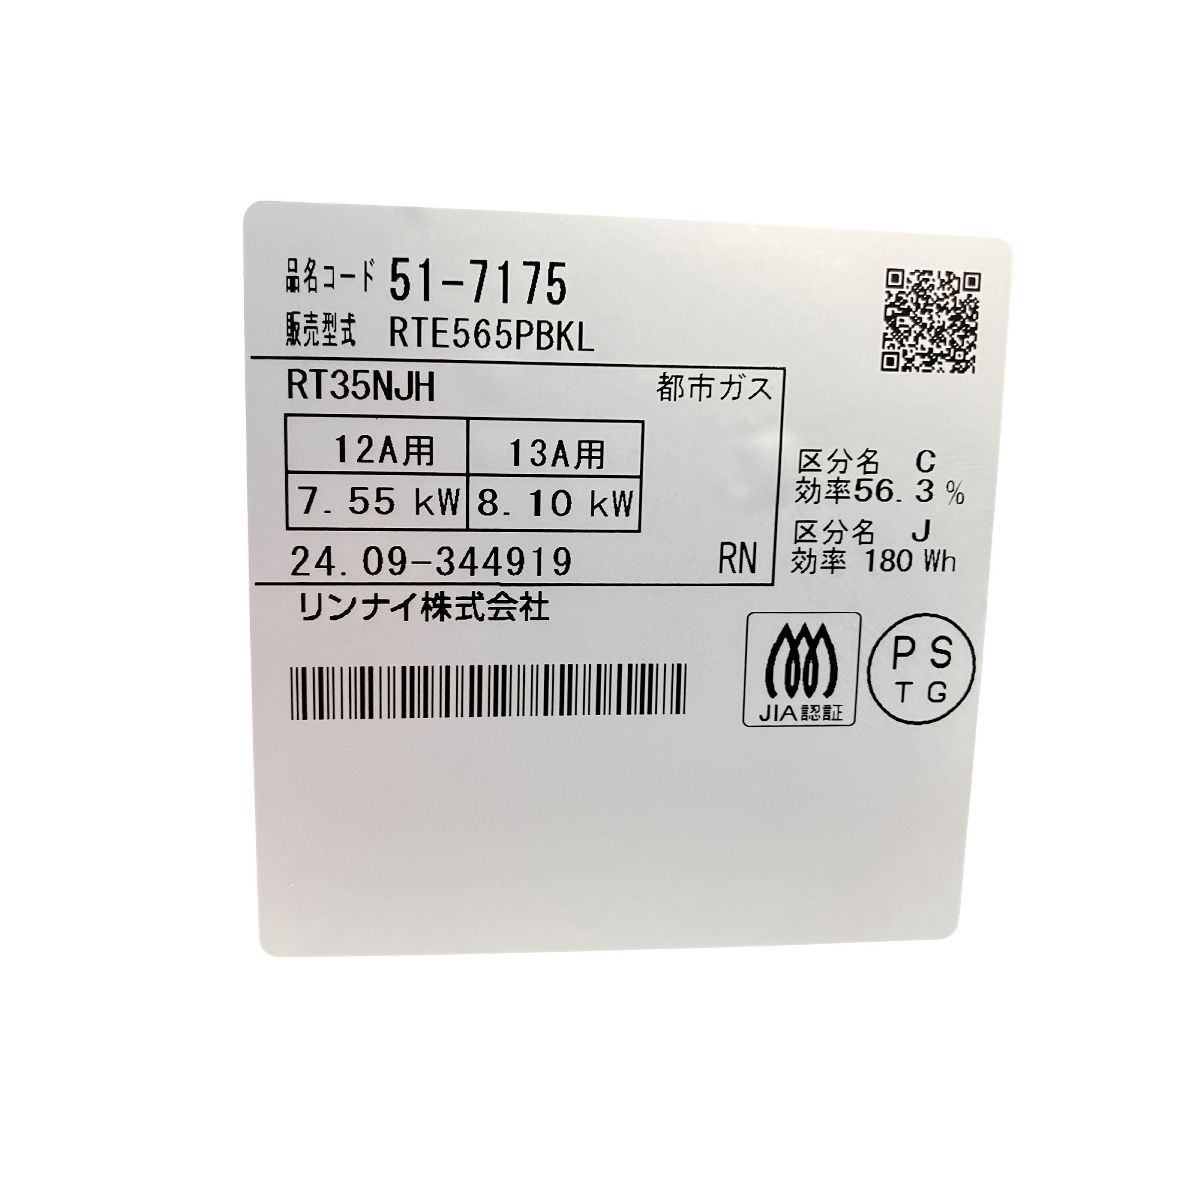 品名コード 51-7175
販売型式 RTE565PBKL
RT35NJH 都市ガス
12A用 13A用
7.55 kW 8.10 kW
区分名 C
効率56.3%
区分名 J
効率 180 Wh
24.09-344919 RN
リンナイ株式会社
JIA認証
PS
TG